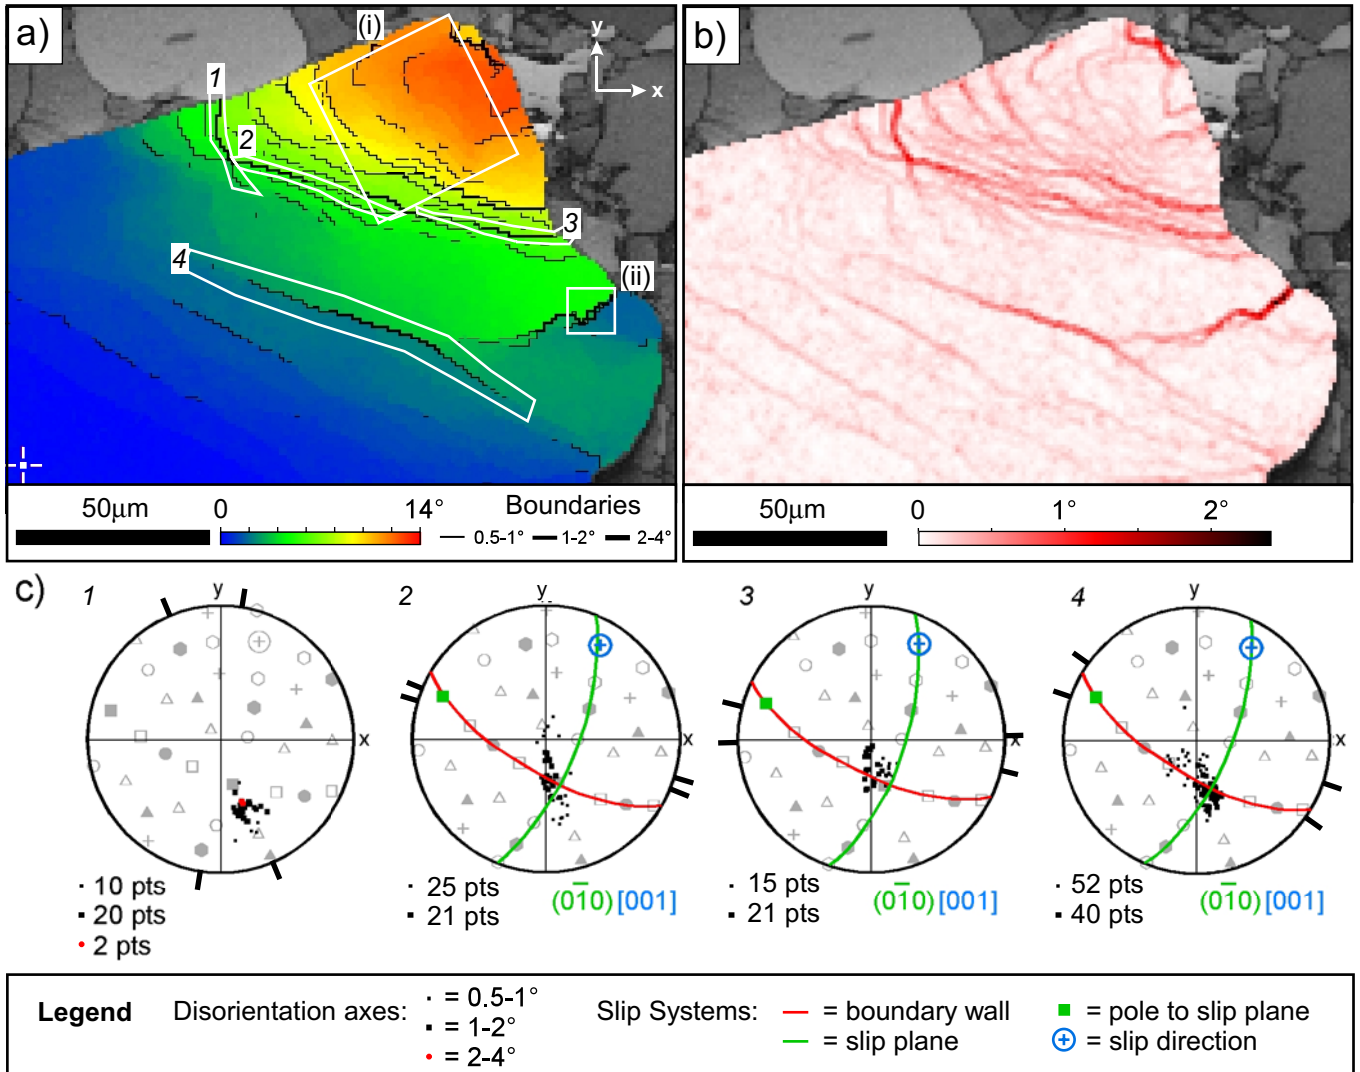 a)
(i)
y
x
1
2
3
4
(ii)
50μm
0
14°
Boundaries
0.5-1°
1-2°
2-4°
b)
50μm
0
1°
2°
c)
1
y
x
10 pts
20 pts
2 pts
2
y
x
25 pts
21 pts
(01̅0)[001]
3
y
x
15 pts
21 pts
(01̅0)[001]
4
y
x
52 pts
40 pts
(01̅0)[001]
Legend
Disorientation axes:
= 0.5-1°
= 1-2°
= 2-4°
Slip Systems:
= boundary wall
= slip plane
= pole to slip plane
= slip direction